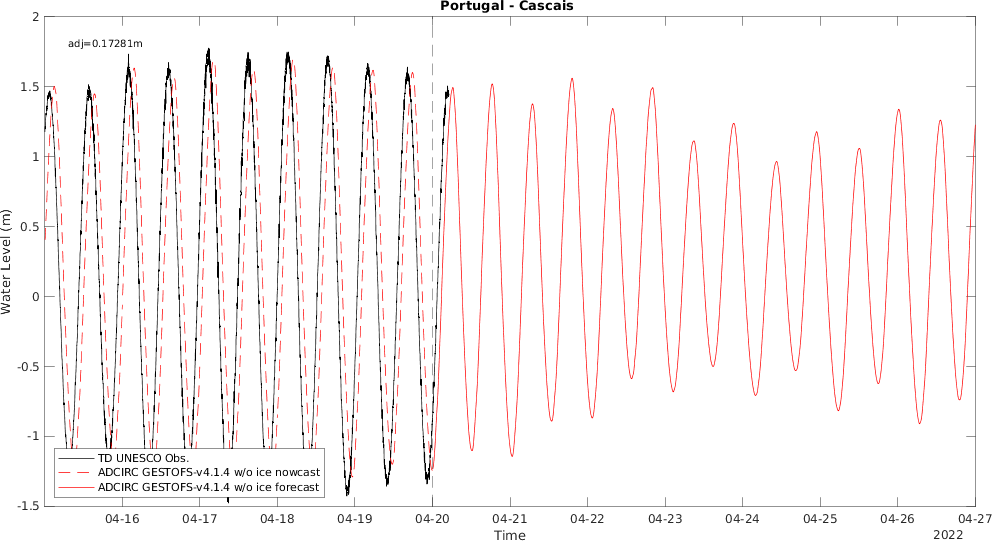 Portugal - Cascais
adj=0.17281m
2
1.5
1
0.5
0
-0.5
-1
-1.5
Water Level (m)
TD UNESCO Obs.
ADCIRC GESTOFS-v4.1.4 w/o ice nowcast
ADCIRC GESTOFS-v4.1.4 w/o ice forecast
04-16 04-17 04-18 04-19 04-20 04-21 04-22 04-23 04-24 04-25 04-26 04-27
Time
2022